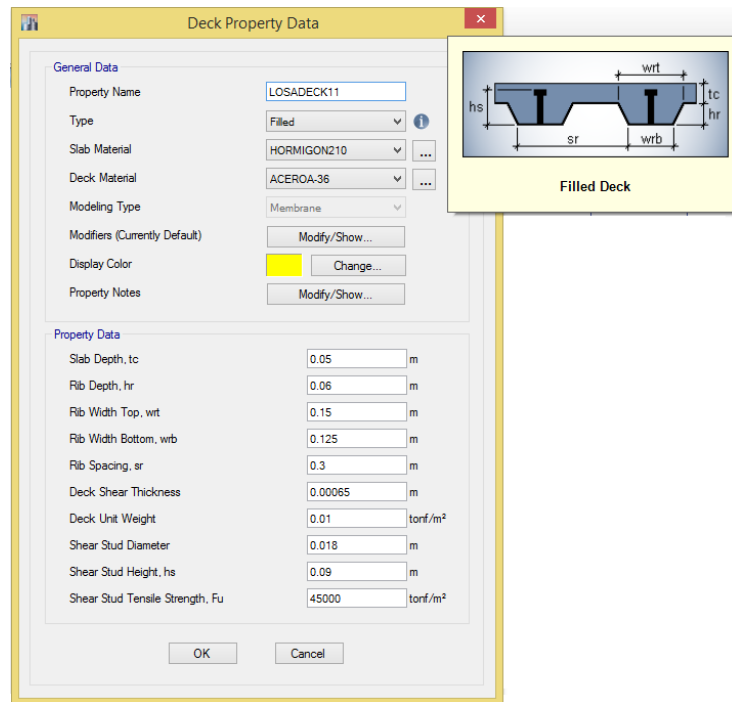 Deck Property Data
General Data
Property Name LOSADECK11
Type Filled
Slab Material HORMIGON210 ...
Deck Material ACEROA-36 ...
Modeling Type Membrane
Modifiers (Currently Default) Modify/Show...
Display Color Change...
Property Notes Modify/Show...
Property Data
Slab Depth, tc 0.05 m
Rib Depth, hr 0.06 m
Rib Width Top, wrt 0.15 m
Rib Width Bottom, wrb 0.125 m
Rib Spacing, sr 0.3 m
Deck Shear Thickness 0.00065 m
Deck Unit Weight 0.01 tonf/m²
Shear Stud Diameter 0.018 m
Shear Stud Height, hs 0.09 m
Shear Stud Tensile Strength, Fu 45000 tonf/m²
OK Cancel
wrt
tc
hs
hr
sr wrb
Filled Deck